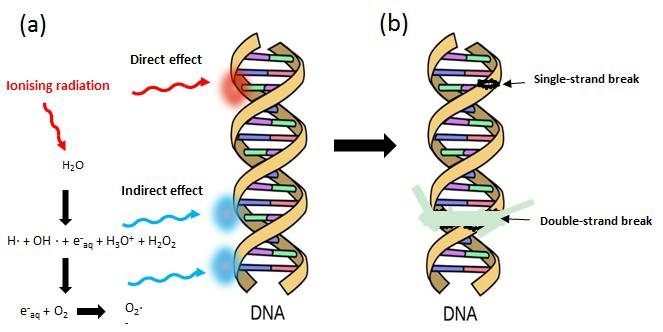 (a)
(b)
Direct effect
Ionising radiation
Single-strand break
H₂O
Indirect effect
Double-strand break
H· + OH · + e⁻aq + H₃O⁺ + H₂O₂
e⁻aq + O₂
O₂·
-
DNA
DNA